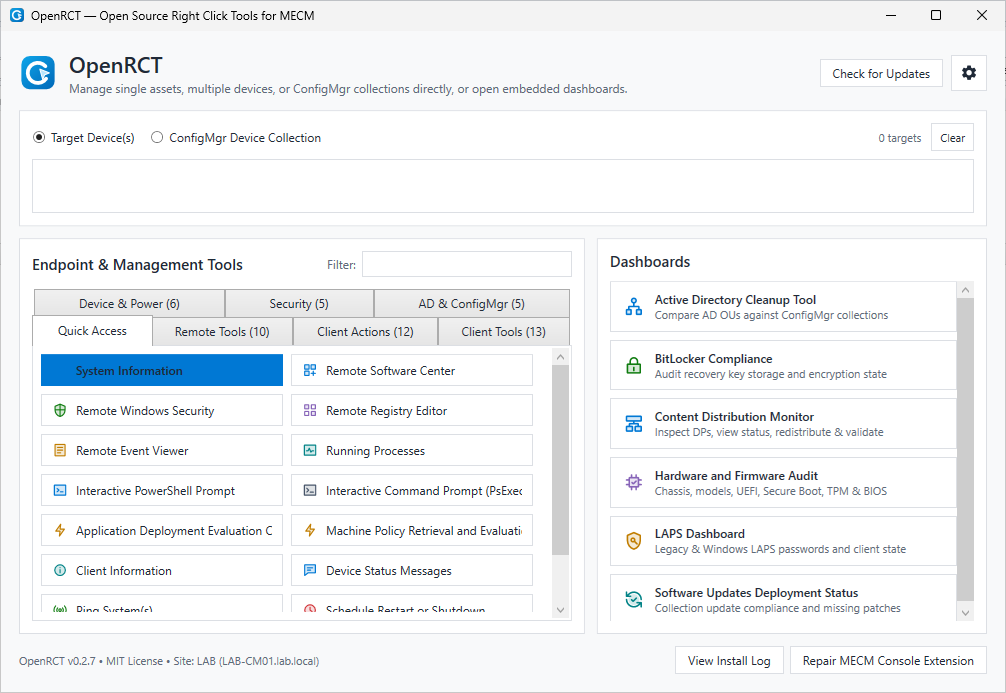 OpenRCT — Open Source Right Click Tools for MECM
OpenRCT
Manage single assets, multiple devices, or ConfigMgr collections directly, or open embedded dashboards.
Check for Updates
Target Device(s)
ConfigMgr Device Collection
0 targets
Clear
Endpoint & Management Tools
Filter:
Device & Power (6)
Security (5)
AD & ConfigMgr (5)
Quick Access
Remote Tools (10)
Client Actions (12)
Client Tools (13)
System Information
Remote Software Center
Remote Windows Security
Remote Registry Editor
Remote Event Viewer
Running Processes
Interactive PowerShell Prompt
Interactive Command Prompt (PsExec
Application Deployment Evaluation C
Machine Policy Retrieval and Evaluati
Client Information
Device Status Messages
Ping System(s)
Schedule Restart or Shutdown
Dashboards
Active Directory Cleanup Tool
Compare AD OUs against ConfigMgr collections
BitLocker Compliance
Audit recovery key storage and encryption state
Content Distribution Monitor
Inspect DPs, view status, redistribute & validate
Hardware and Firmware Audit
Chassis, models, UEFI, Secure Boot, TPM & BIOS
LAPS Dashboard
Legacy & Windows LAPS passwords and client state
Software Updates Deployment Status
Collection update compliance and missing patches
OpenRCT v0.2.7 • MIT License • Site: LAB (LAB-CM01.lab.local)
View Install Log
Repair MECM Console Extension